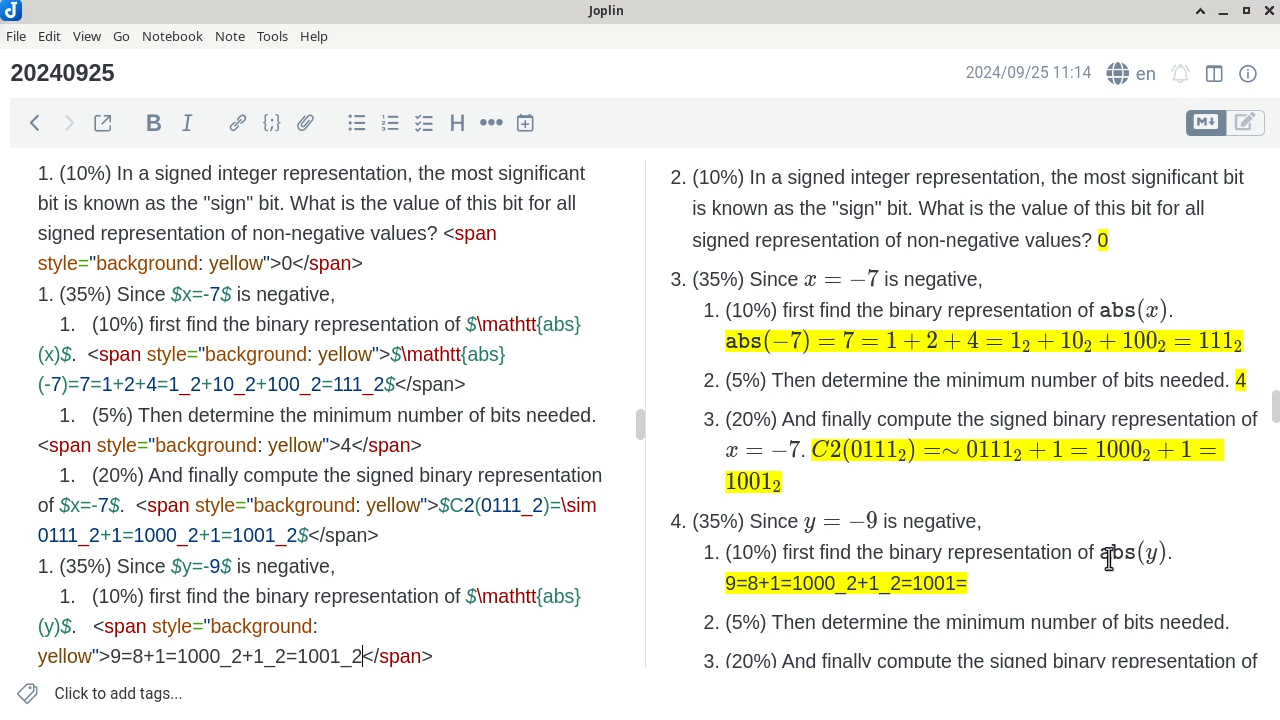 Joplin
File Edit View Go Notebook Note Tools Help
20240925
2024/09/25 11:14 en
B I H M↓
1. (10%) In a signed integer representation, the most significant
bit is known as the "sign" bit. What is the value of this bit for all
signed representation of non-negative values? <span
style="background: yellow">0</span>
1. (35%) Since $x=-7$ is negative,
1. (10%) first find the binary representation of $\mathtt{abs}
(x)$. <span style="background: yellow">$\mathtt{abs}
(-7)=7=1+2+4=1_2+10_2+100_2=111_2$</span>
1. (5%) Then determine the minimum number of bits needed.
<span style="background: yellow">4</span>
1. (20%) And finally compute the signed binary representation
of $x=-7$. <span style="background: yellow">$C2(0111_2)=\sim
0111_2+1=1000_2+1=1001_2$</span>
1. (35%) Since $y=-9$ is negative,
1. (10%) first find the binary representation of $\mathtt{abs}
(y)$. <span style="background:
yellow">9=8+1=1000_2+1_2=1001_2</span>
2. (10%) In a signed integer representation, the most significant bit
is known as the "sign" bit. What is the value of this bit for all
signed representation of non-negative values? 0
3. (35%) Since x = −7 is negative,
1. (10%) first find the binary representation of abs(x).
abs(−7) = 7 = 1 + 2 + 4 = 1₂ + 10₂ + 100₂ = 111₂
2. (5%) Then determine the minimum number of bits needed. 4
3. (20%) And finally compute the signed binary representation of
x = −7. C2(0111₂) =∼ 0111₂ + 1 = 1000₂ + 1 =
1001₂
4. (35%) Since y = −9 is negative,
1. (10%) first find the binary representation of abs(y).
9=8+1=1000_2+1_2=1001=
2. (5%) Then determine the minimum number of bits needed.
3. (20%) And finally compute the signed binary representation of
Click to add tags...